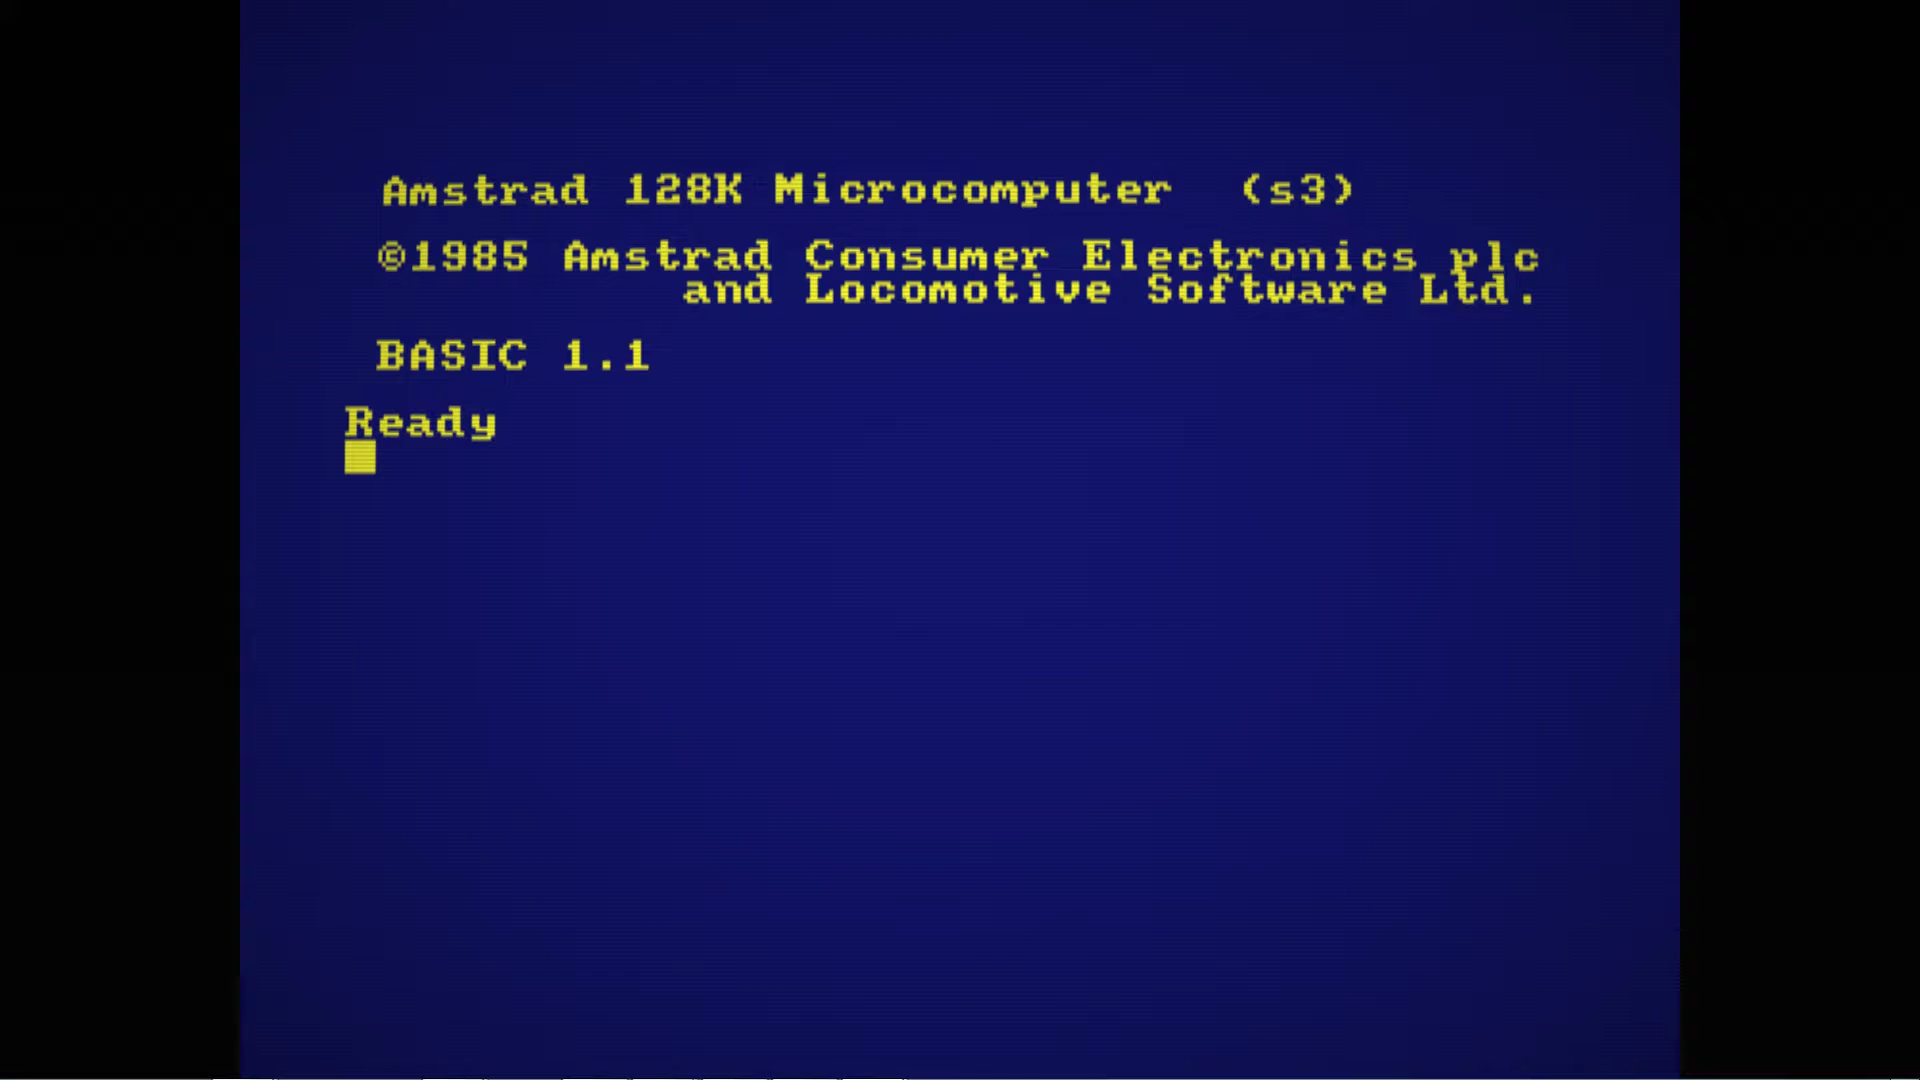 Amstrad 128K Microcomputer (s3)
©1985 Amstrad Consumer Electronics plc
and Locomotive Software Ltd.
BASIC 1.1
Ready